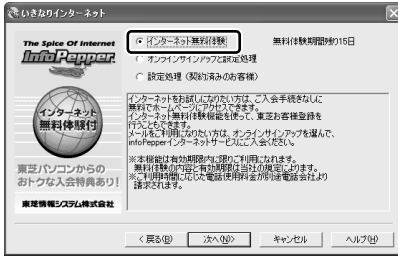 いきなりインターネット
The Spice Of Internet
InfoPepper
インターネット
無料体験付
東芝パソコンからの
おトクな入会特典あり!
東芝情報システム株式会社
インターネット無料体験
無料体験期間残り15日
オンラインサインアップと設定処理
設定処理(契約済みのお客様)
インターネットをお試しになりたい方は、ご入会手続きなしに
無料でホームページにアクセスできます。
インターネット無料体験機能を使って、東芝お客様登録を
行うこともできます。
メールをご利用になりたい方は、オンラインサインアップを選んで、
infoPepperインターネットサービスにご入会ください。
※本機能は有効期限内に限りご利用になれます。
無料体験の内容と有効期限は当社の規定によります。
※ご利用時間に応じた電話使用料金が別途電話会社より
請求されます。
< 戻る(B)
次へ(N)>
キャンセル
ヘルプ(H)